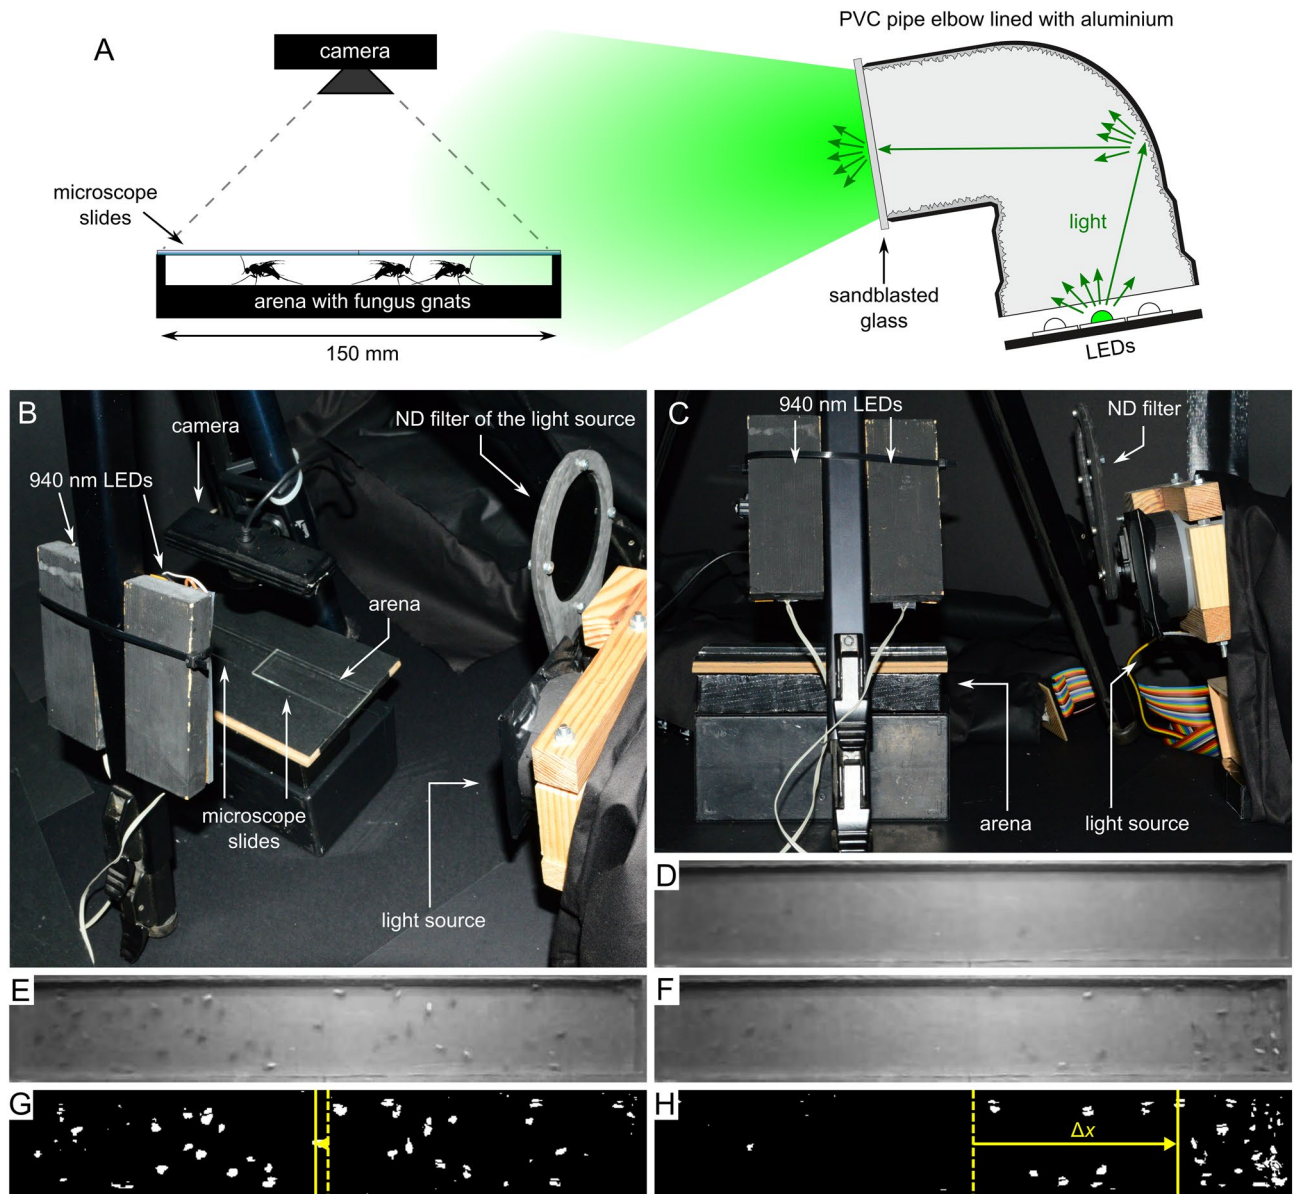 A
PVC pipe elbow lined with aluminium
camera
microscope
slides
light
arena with fungus gnats
sandblasted
glass
150 mm
LEDs
B
ND filter of the light source
camera
940 nm LEDs
arena
microscope
slides
light source
C
940 nm LEDs
ND filter
arena
light source
D
E
F
G
H
Δx